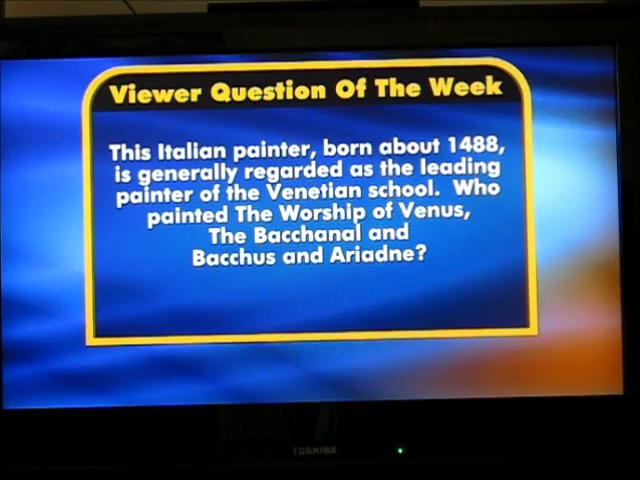 Viewer Question Of The Week
This Italian painter, born about 1488,
is generally regarded as the leading
painter of the Venetian school.  Who
painted The Worship of Venus,
The Bacchanal and
Bacchus and Ariadne?
TOSHIBA